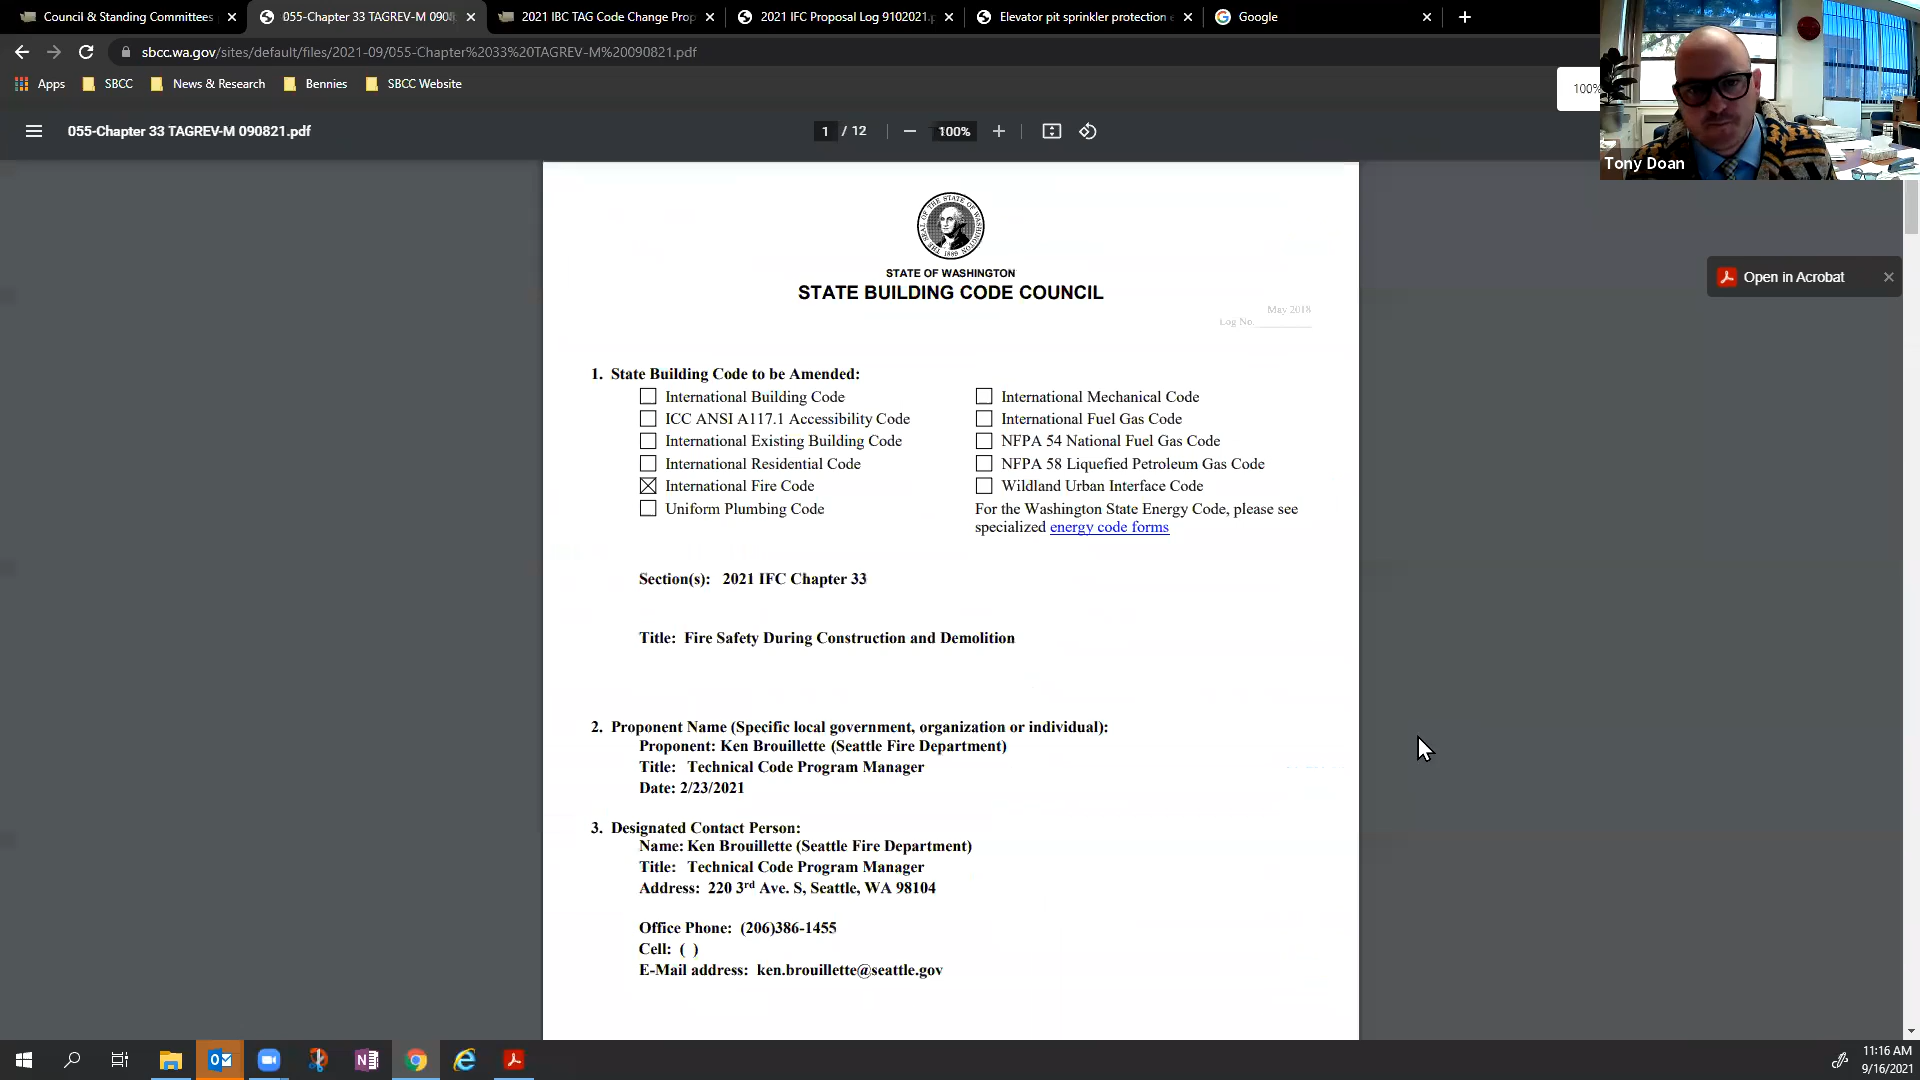 Council & Standing Committees
055-Chapter 33 TAGREV-M 0908
2021 IBC TAG Code Change Prop
2021 IFC Proposal Log 9102021.p
Elevator pit sprinkler protection e
Google
sbcc.wa.gov/sites/default/files/2021-09/055-Chapter%2033%20TAGREV-M%20090821.pdf
Apps
SBCC
News & Research
Bennies
SBCC Website
100%
Tony Doan
055-Chapter 33 TAGREV-M 090821.pdf
1 / 12
100%
Open in Acrobat
STATE OF WASHINGTON
STATE BUILDING CODE COUNCIL
May 2018
Log No. ________
1. State Building Code to be Amended:
International Building Code
ICC ANSI A117.1 Accessibility Code
International Existing Building Code
International Residential Code
International Fire Code
Uniform Plumbing Code
International Mechanical Code
International Fuel Gas Code
NFPA 54 National Fuel Gas Code
NFPA 58 Liquefied Petroleum Gas Code
Wildland Urban Interface Code
For the Washington State Energy Code, please see
specialized energy code forms
Section(s): 2021 IFC Chapter 33
Title: Fire Safety During Construction and Demolition
2. Proponent Name (Specific local government, organization or individual):
Proponent: Ken Brouillette (Seattle Fire Department)
Title: Technical Code Program Manager
Date: 2/23/2021
3. Designated Contact Person:
Name: Ken Brouillette (Seattle Fire Department)
Title: Technical Code Program Manager
Address: 220 3rd Ave. S, Seattle, WA 98104
Office Phone: (206)386-1455
Cell: ( )
E-Mail address: ken.brouillette@seattle.gov
11:16 AM
9/16/2021